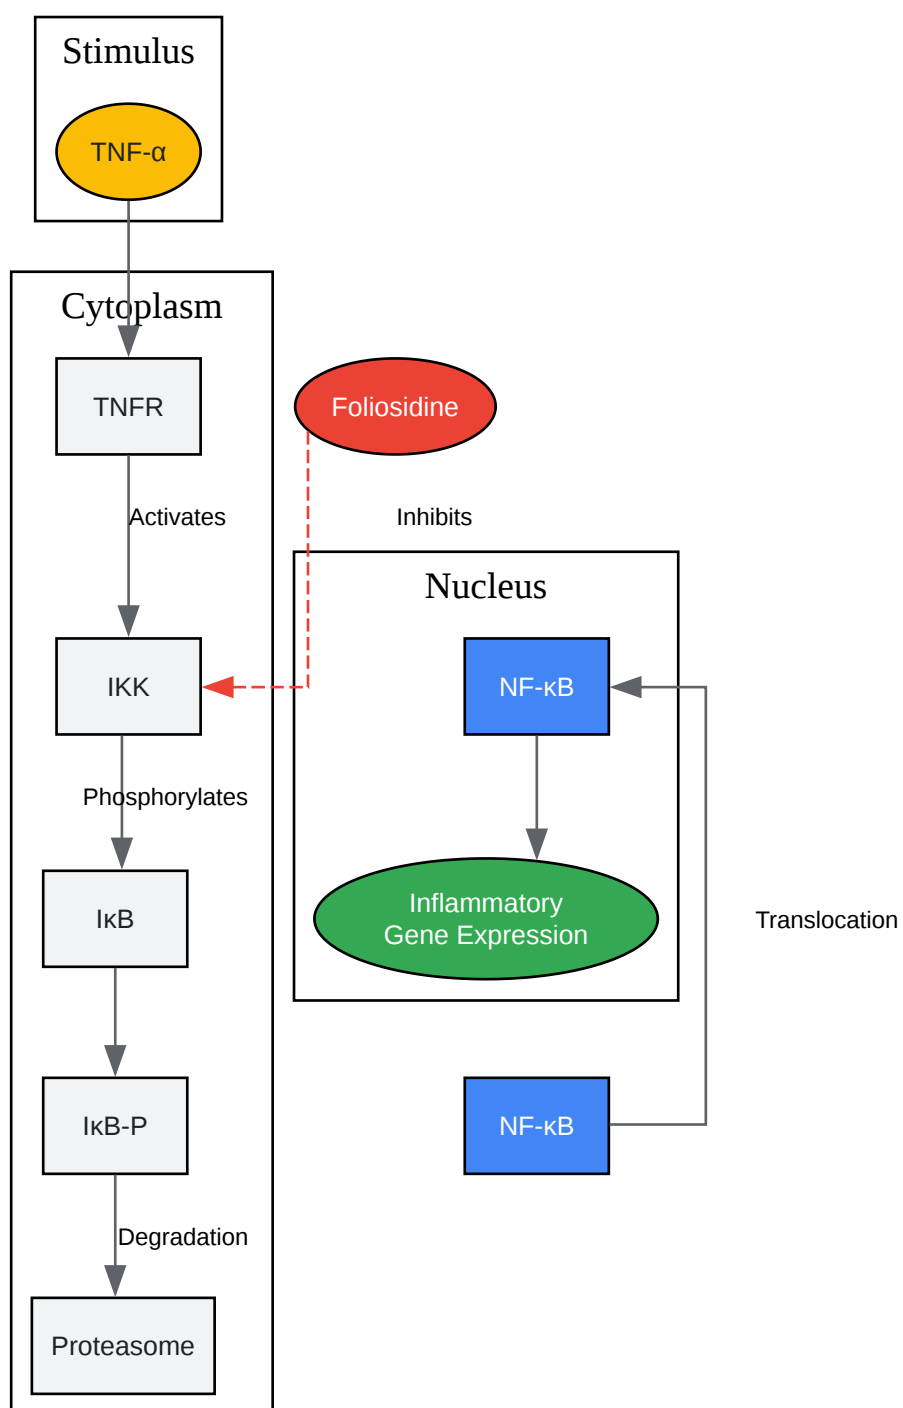 Stimulus
TNF-α
Cytoplasm
TNFR
Foliosidine
Activates
Inhibits
Nucleus
IKK
NF-κB
Phosphorylates
IκB
Inflammatory
Gene Expression
Translocation
IκB-P
NF-κB
Degradation
Proteasome